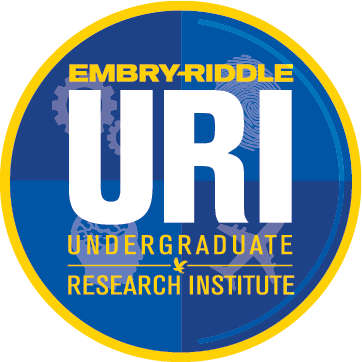 EMBRY-RIDDLE
URI
UNDERGRADUATE
RESEARCH INSTITUTE